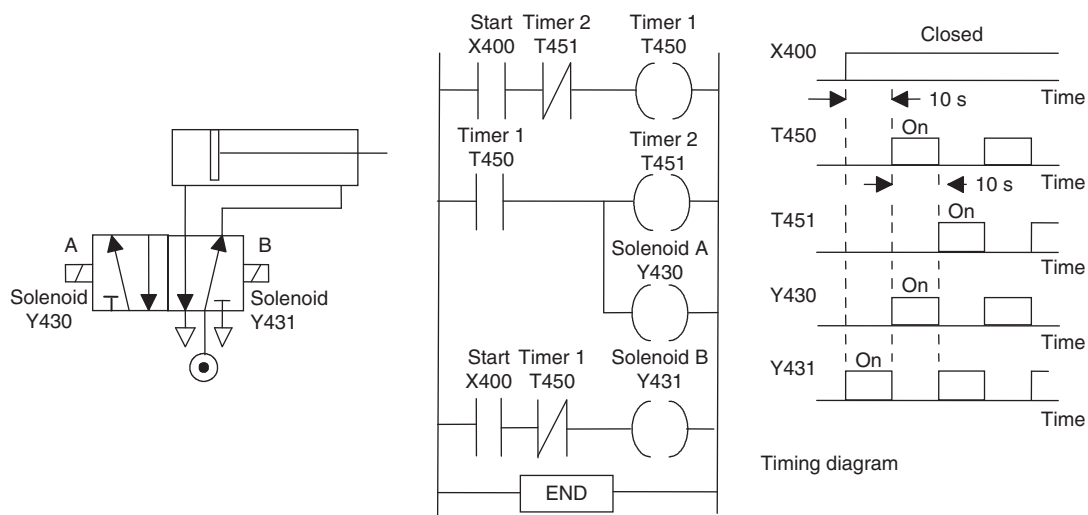 A
B
Solenoid
Y430
Solenoid
Y431
Start
X400
Timer 2
T451
Timer 1
T450
Timer 1
T450
Timer 2
T451
Solenoid A
Y430
Start
X400
Timer 1
T450
Solenoid B
Y431
END
X400
Closed
Time
10 s
T450
On
Time
10 s
T451
On
Time
Y430
On
Time
Y431
On
Time
Timing diagram